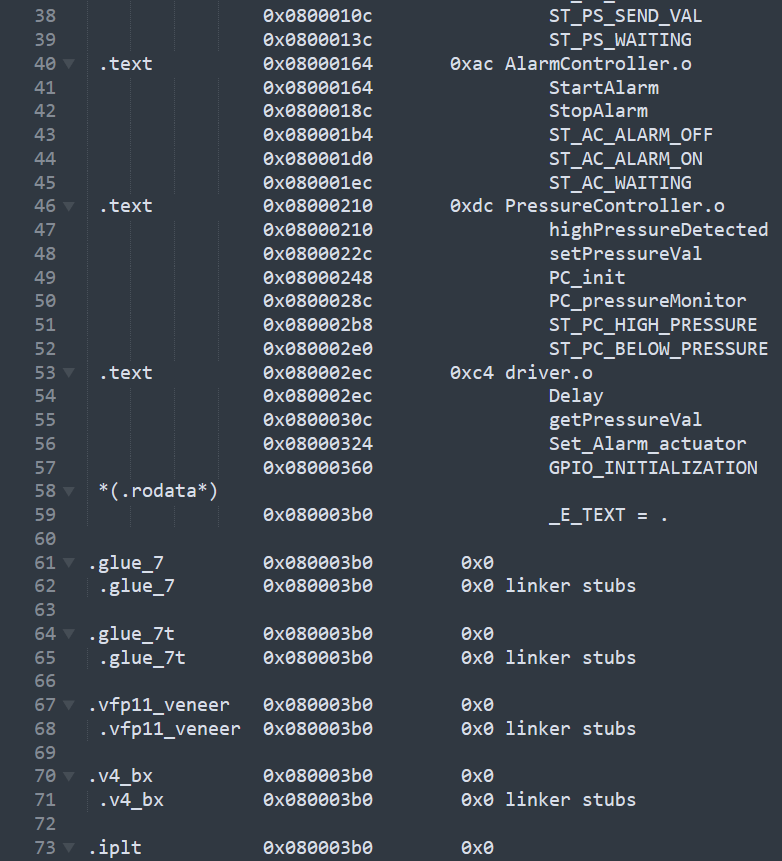 38 0x0800010c ST_PS_SEND_VAL
39 0x0800013c ST_PS_WAITING
40 .text 0x08000164 0xac AlarmController.o
41 0x08000164 StartAlarm
42 0x0800018c StopAlarm
43 0x080001b4 ST_AC_ALARM_OFF
44 0x080001d0 ST_AC_ALARM_ON
45 0x080001ec ST_AC_WAITING
46 .text 0x08000210 0xdc PressureController.o
47 0x08000210 highPressureDetected
48 0x0800022c setPressureVal
49 0x08000248 PC_init
50 0x0800028c PC_pressureMonitor
51 0x080002b8 ST_PC_HIGH_PRESSURE
52 0x080002e0 ST_PC_BELOW_PRESSURE
53 .text 0x080002ec 0xc4 driver.o
54 0x080002ec Delay
55 0x0800030c getPressureVal
56 0x08000324 Set_Alarm_actuator
57 0x08000360 GPIO_INITIALIZATION
58 *(.rodata*)
59 0x080003b0 _E_TEXT = .
60
61 .glue_7 0x080003b0 0x0
62 .glue_7 0x080003b0 0x0 linker stubs
63
64 .glue_7t 0x080003b0 0x0
65 .glue_7t 0x080003b0 0x0 linker stubs
66
67 .vfp11_veneer 0x080003b0 0x0
68 .vfp11_veneer 0x080003b0 0x0 linker stubs
69
70 .v4_bx 0x080003b0 0x0
71 .v4_bx 0x080003b0 0x0 linker stubs
72
73 .iplt 0x080003b0 0x0